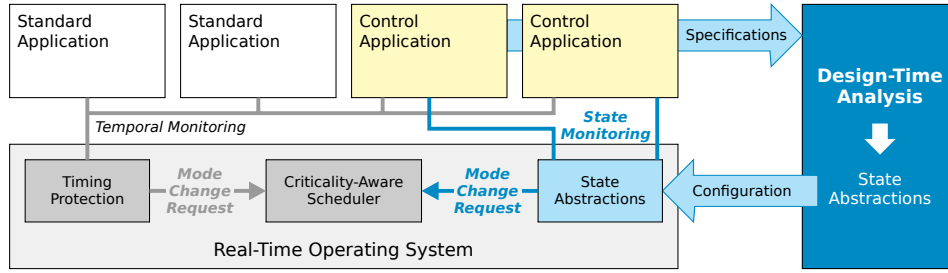 Standard
Application
Standard
Application
Control
Application
Control
Application
Specifications
Design-Time
Analysis
State
Abstractions
Temporal Monitoring
State
Monitoring
Timing
Protection
Mode
Change
Request
Criticality-Aware
Scheduler
Mode
Change
Request
State
Abstractions
Configuration
Real-Time Operating System